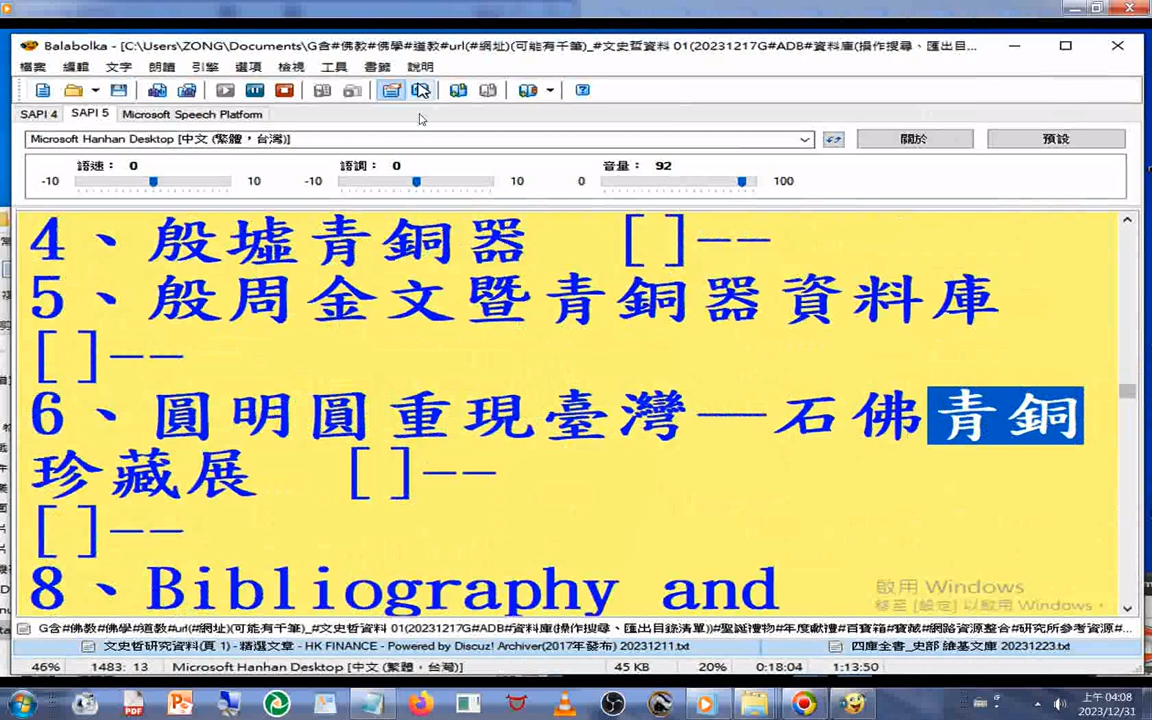 Balabolka - [C:\Users\ZONG\Documents\G含#佛教#佛學#道教#url(#網址)(可能有千筆)_#文史哲資料 01(20231217G#ADB#資料庫(操作搜尋、匯出目...
檔案 編輯 文字 朗讀 引擎 選項 檢視 工具 書籤 說明
SAPI 4 SAPI 5 Microsoft Speech Platform
Microsoft Hanhan Desktop [中文 (繁體，台灣)] 關於 預設
語速： 0 語調： 0 音量： 92
-10 10 -10 10 0 100
4、殷墟青銅器 []--
5、殷周金文暨青銅器資料庫
[]--
6、圓明圓重現臺灣—石佛青銅
珍藏展 []--
[]--
8、Bibliography and
啟用 Windows
移至 [設定] 以啟用 Windows。
G含#佛教#佛學#道教#url(#網址)(可能有千筆)_#文史哲資料 01(20231217G#ADB#資料庫(操作搜尋、匯出目錄清單))#聖誕禮物#年度獻禮#百寶箱#寶藏#網路資源整合#研究所參考資源#...
文史哲研究資料(頁 1) - 精選文章 - HK FINANCE - Powered by Discuz! Archiver(2017年發布) 20231211.txt 四庫全書_史部 維基文庫 20231223.txt
46% 1483: 13 Microsoft Hanhan Desktop [中文 (繁體，台灣)] 45 KB 20% 0:18:04 1:13:50
上午 04:08
2023/12/31